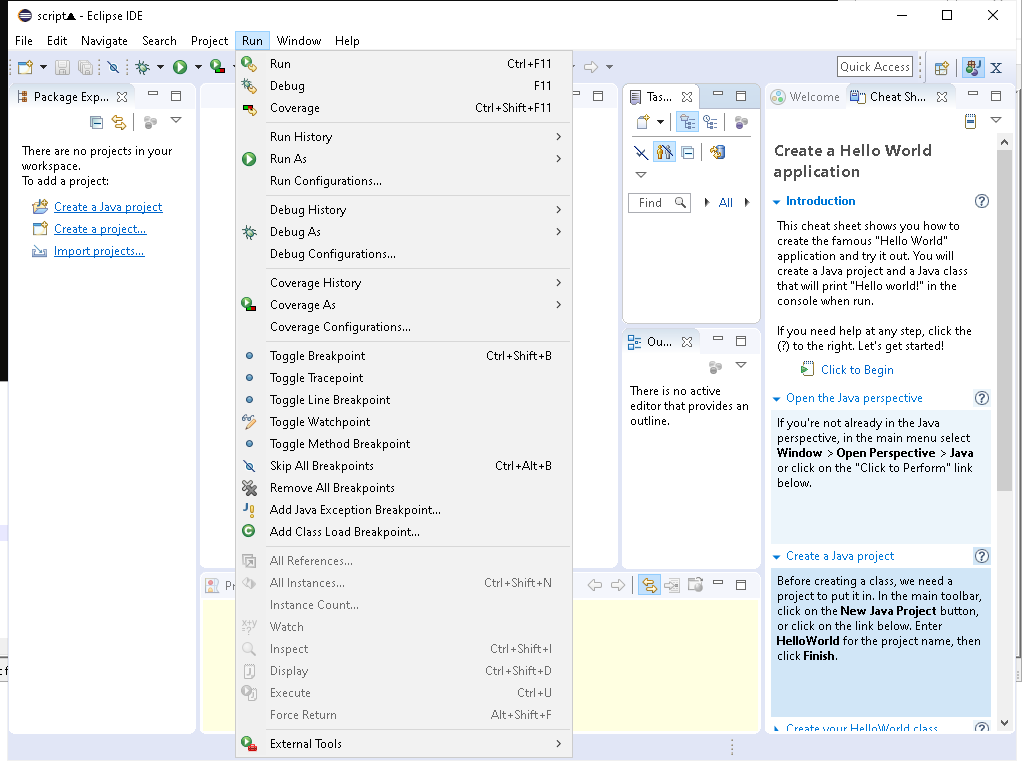 script▲ - Eclipse IDE
File Edit Navigate Search Project Run Window Help
Quick Access
Package Exp...
There are no projects in your
workspace.
To add a project:
Create a Java project
Create a project...
Import projects...
Run Ctrl+F11
Debug F11
Coverage Ctrl+Shift+F11
Run History
Run As
Run Configurations...
Debug History
Debug As
Debug Configurations...
Coverage History
Coverage As
Coverage Configurations...
Toggle Breakpoint Ctrl+Shift+B
Toggle Tracepoint
Toggle Line Breakpoint
Toggle Watchpoint
Toggle Method Breakpoint
Skip All Breakpoints Ctrl+Alt+B
Remove All Breakpoints
Add Java Exception Breakpoint...
Add Class Load Breakpoint...
All References...
All Instances... Ctrl+Shift+N
Instance Count...
Watch
Inspect Ctrl+Shift+I
Display Ctrl+Shift+D
Execute Ctrl+U
Force Return Alt+Shift+F
External Tools
Tas...
Find All
Ou...
There is no active
editor that provides an
outline.
Welcome Cheat Sh...
Create a Hello World
application
Introduction
This cheat sheet shows you how to
create the famous "Hello World"
application and try it out. You will
create a Java project and a Java class
that will print "Hello world!" in the
console when run.
If you need help at any step, click the
(?) to the right. Let's get started!
Click to Begin
Open the Java perspective
If you're not already in the Java
perspective, in the main menu select
Window > Open Perspective > Java
or click on the "Click to Perform" link
below.
Create a Java project
Before creating a class, we need a
project to put it in. In the main toolbar,
click on the New Java Project button,
or click on the link below. Enter
HelloWorld for the project name, then
click Finish.
Create your HelloWorld class